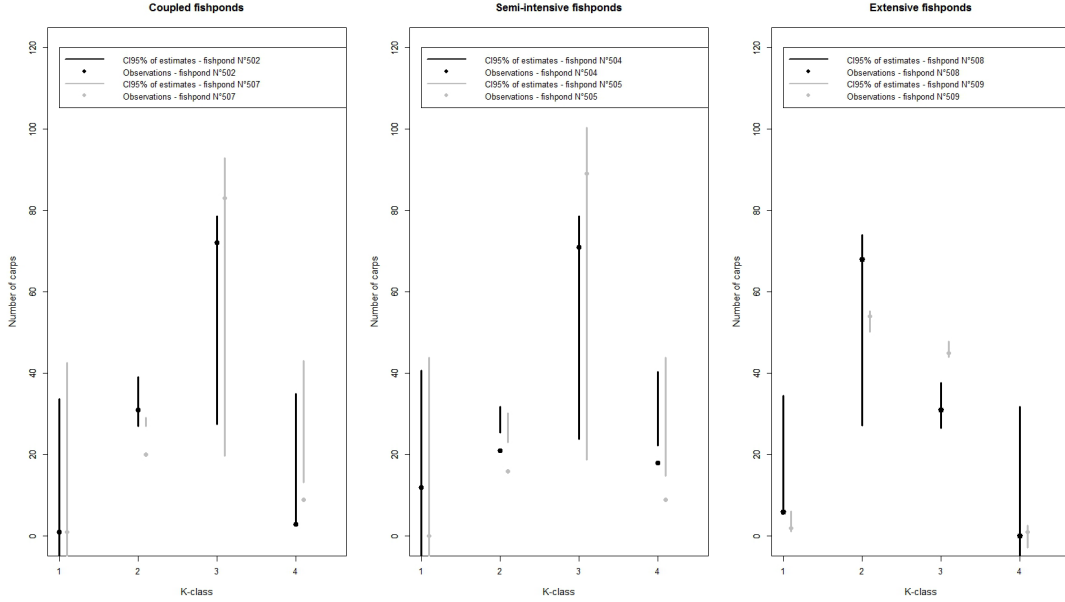 Coupled fishponds
120
100
80
60
40
20
0
Number of carps
CI95% of estimates - fishpond N°502
Observations - fishpond N°502
CI95% of estimates - fishpond N°507
Observations - fishpond N°507
1 2 3 4
K-class
Semi-intensive fishponds
120
100
80
60
40
20
0
Number of carps
CI95% of estimates - fishpond N°504
Observations - fishpond N°504
CI95% of estimates - fishpond N°505
Observations - fishpond N°505
1 2 3 4
K-class
Extensive fishponds
120
100
80
60
40
20
0
Number of carps
CI95% of estimates - fishpond N°508
Observations - fishpond N°508
CI95% of estimates - fishpond N°509
Observations - fishpond N°509
1 2 3 4
K-class